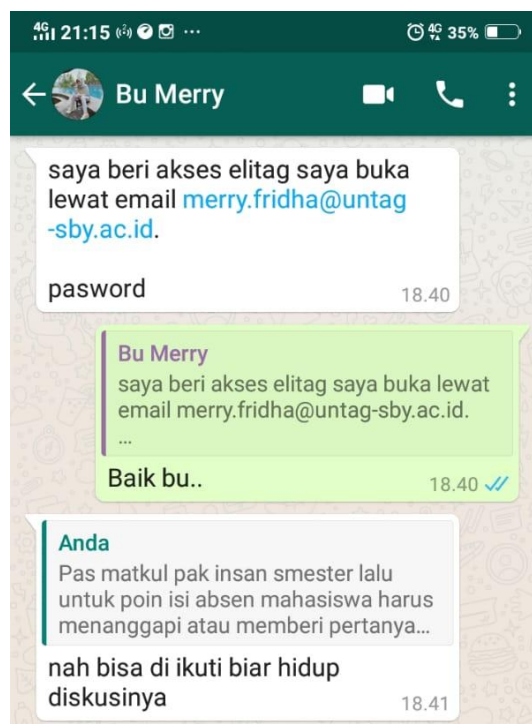 4G 21:15 ... 4G 35%
Bu Merry
saya beri akses elitag saya buka
lewat email merry.fridha@untag
-sby.ac.id.
pasword
18.40
Bu Merry
saya beri akses elitag saya buka lewat
email merry.fridha@untag-sby.ac.id.
...
Baik bu..
18.40
Anda
Pas matkul pak insan smester lalu
untuk poin isi absen mahasiswa harus
menanggapi atau memberi pertanya...
nah bisa di ikuti biar hidup
diskusinya
18.41